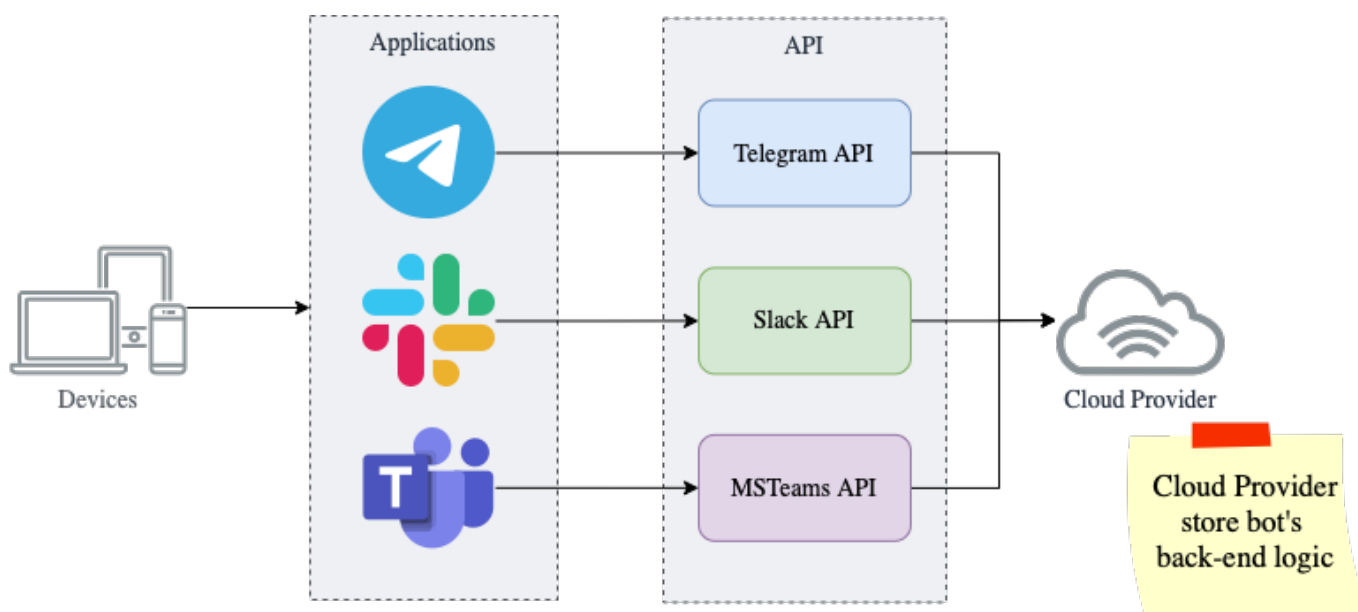 Applications
API
Telegram API
Slack API
T
MSTeams API
Devices
Cloud Provider
Cloud Provider
store bot's
back-end logic